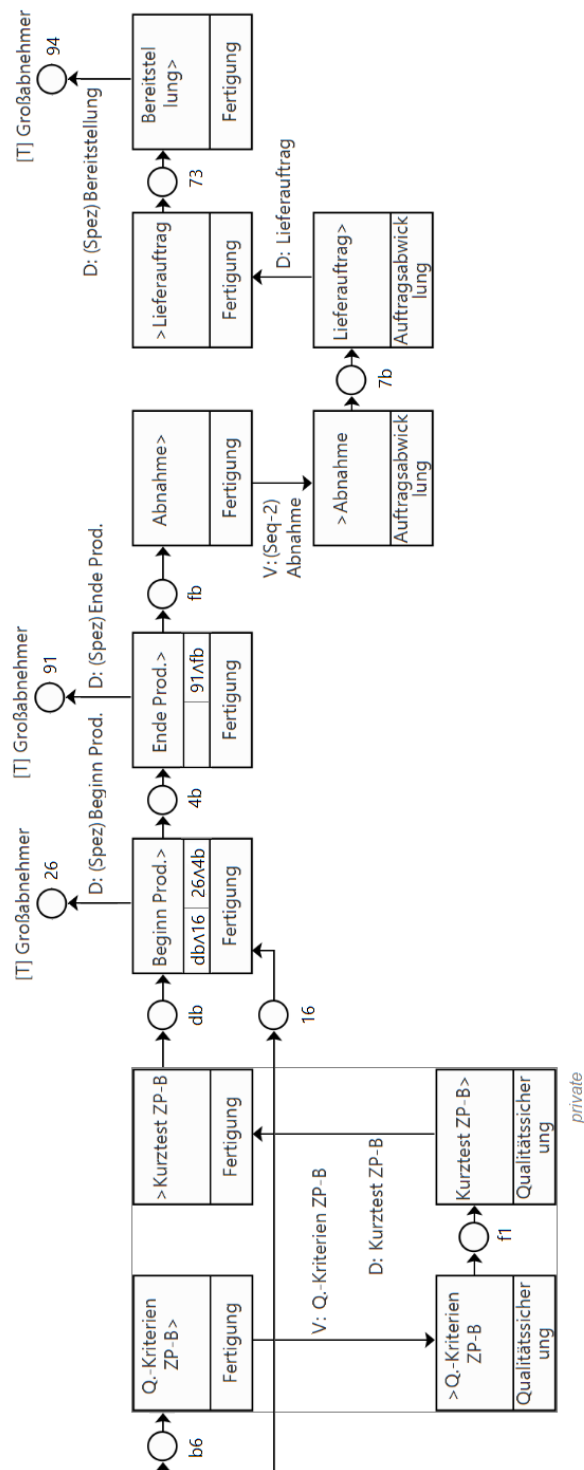 [T] Großabnehmer
26
[T] Großabnehmer
91
[T] Großabnehmer
94
D: (Spez) Beginn Prod.
D: (Spez) Ende Prod.
D: (Spez) Bereitstellung
b6
Q.-Kriterien
ZP-B>
Fertigung
>Kurztest ZP-B
Fertigung
db
Beginn Prod.>
db∧16
26∧4b
Fertigung
4b
Ende Prod.>
91∧fb
Fertigung
fb
Abnahme>
Fertigung
>Lieferauftrag
Fertigung
73
Bereitstel
lung>
Fertigung
16
V: Q.-Kriterien ZP-B
D: Kurztest ZP-B
V: (Seq-2)
Abnahme
D: Lieferauftrag
>Q.-Kriterien
ZP-B
Qualitätssicher
ung
f1
Kurztest ZP-B>
Qualitätssicher
ung
>Abnahme
Auftragsabwick
lung
7b
Lieferauftrag>
Auftragsabwick
lung
private